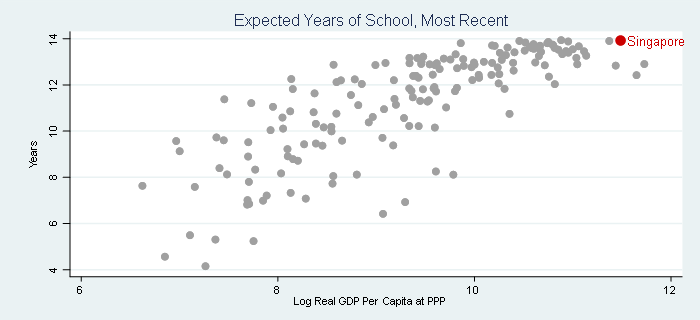 Expected Years of School, Most Recent
14
Singapore
12
10
8
6
4
Years
6 8 10 12
Log Real GDP Per Capita at PPP